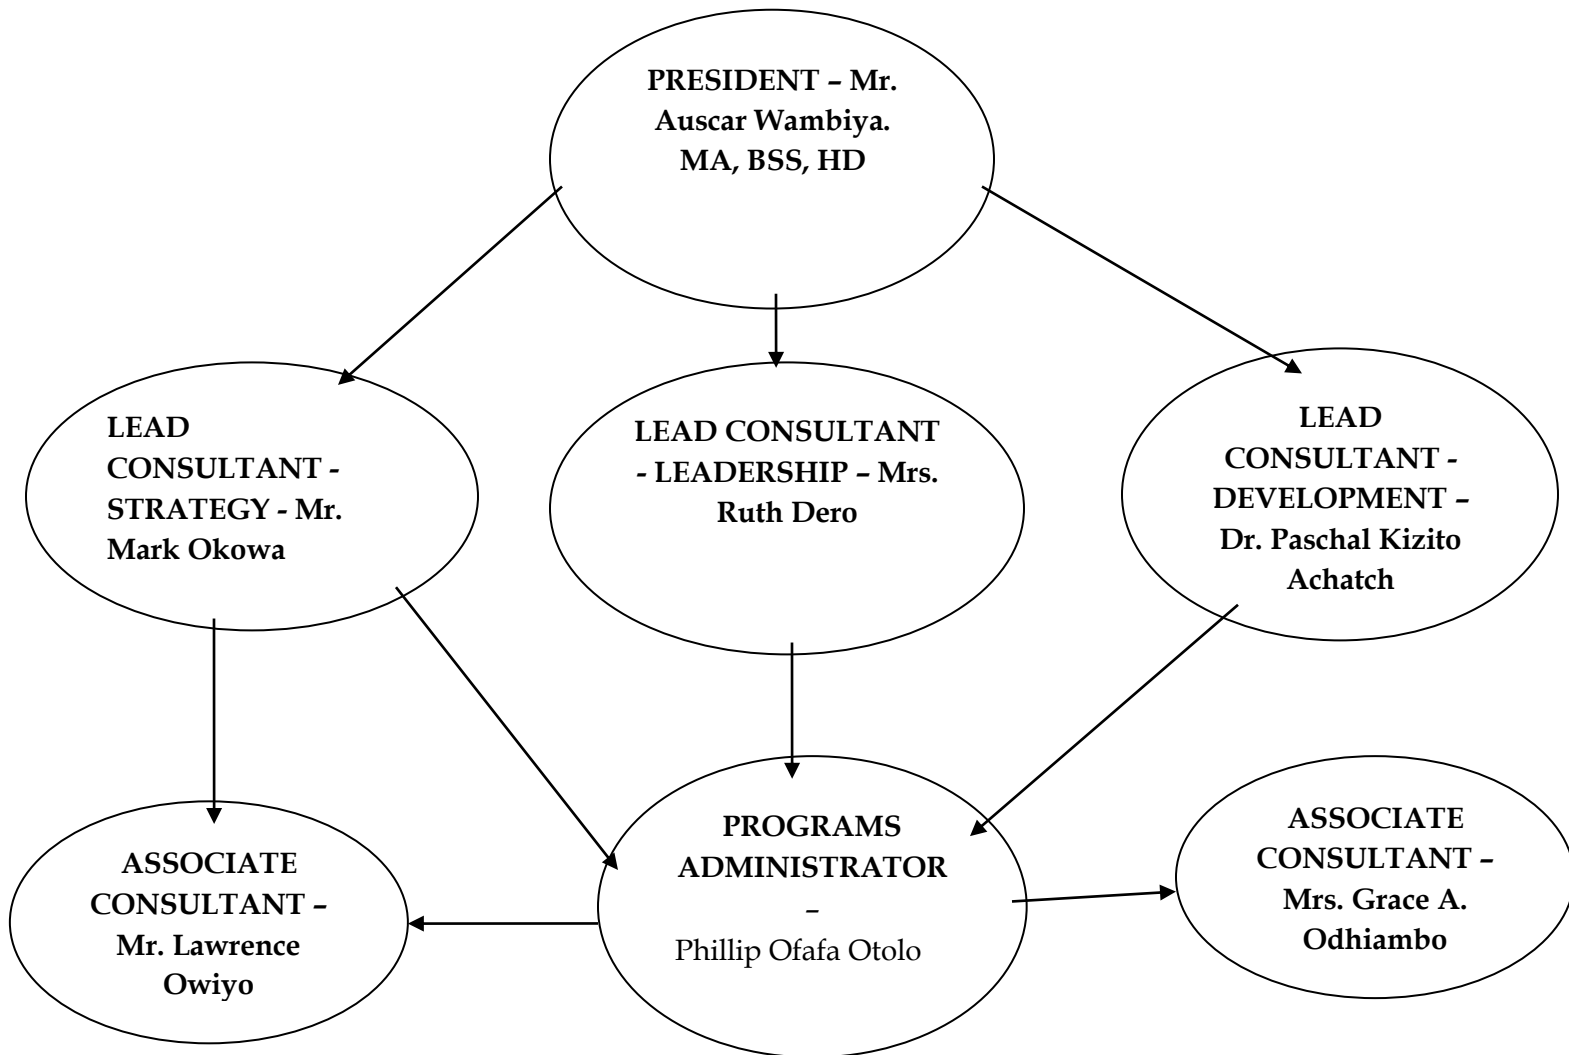 PRESIDENT – Mr.
Auscar Wambiya.
MA, BSS, HD
LEAD
CONSULTANT -
STRATEGY - Mr.
Mark Okowa
LEAD CONSULTANT
- LEADERSHIP – Mrs.
Ruth Dero
LEAD
CONSULTANT -
DEVELOPMENT –
Dr. Paschal Kizito
Achatch
ASSOCIATE
CONSULTANT –
Mr. Lawrence
Owiyo
PROGRAMS
ADMINISTRATOR
–
Phillip Ofafa Otolo
ASSOCIATE
CONSULTANT –
Mrs. Grace A.
Odhiambo